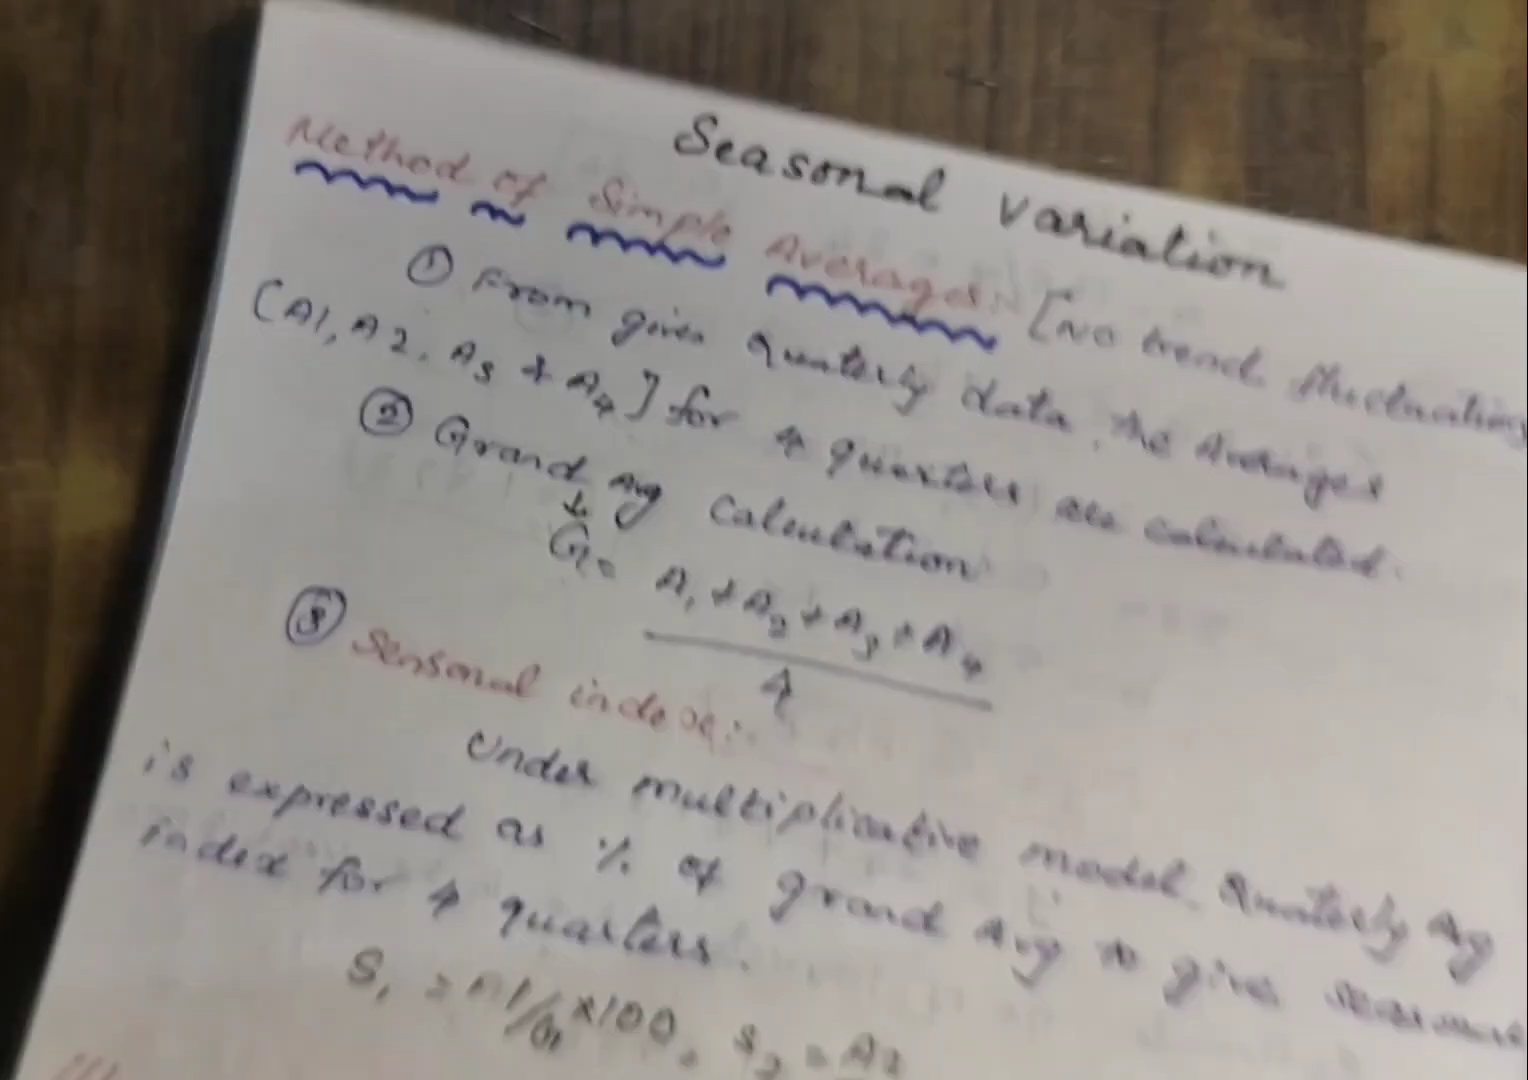 Seasonal variation
Method of Simple Averages:- [No trend fluctuations
① From given quaterly data, the Averages
[A1, A2, A3 & A4] for 4 quarters are calculated.
② Grand Avg calculation
↓
G = A1 + A2 + A3 + A4
4
③ Seasonal index:-
Under multiplicative model, Quaterly Avg
is expressed as % of grand Avg to give seasonal
index for 4 quarters.
S1 = A1/G × 100, S2 = A2